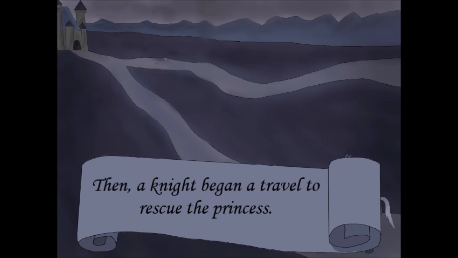 Then, a knight began a travel to
rescue the princess.